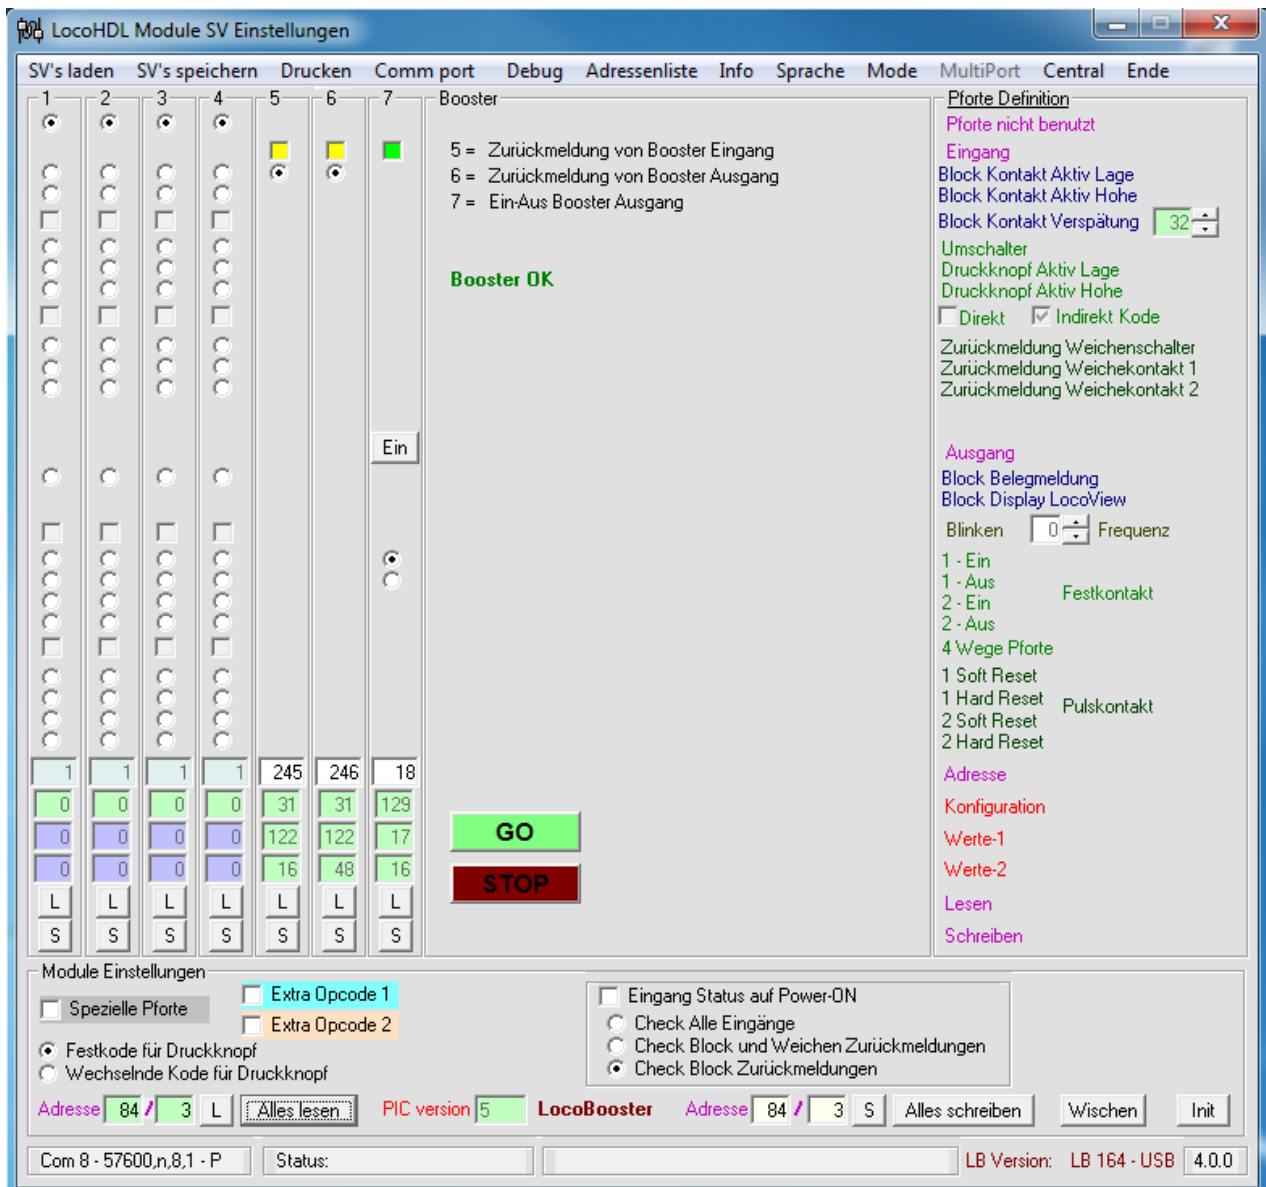 LocoHDL Module SV Einstellungen
SV's laden SV's speichern Drucken Comm port Debug Adressenliste Info Sprache Mode MultiPort Central Ende
1 2 3 4 5 6 7 Booster
5 = Zurückmeldung von Booster Eingang
6 = Zurückmeldung von Booster Ausgang
7 = Ein-Aus Booster Ausgang
Booster OK
Ein
1 1 1 1 245 246 18
0 0 0 0 31 31 129
0 0 0 0 122 122 17
0 0 0 0 16 48 16
L L L L L L L
S S S S S S S
GO
STOP
Pforte Definition
Pforte nicht benutzt
Eingang
Block Kontakt Aktiv Lage
Block Kontakt Aktiv Hohe
Block Kontakt Verspätung 32
Umschalter
Druckknopf Aktiv Lage
Druckknopf Aktiv Hohe
Direkt Indirekt Kode
Zurückmeldung Weichenschalter
Zurückmeldung Weichekontakt 1
Zurückmeldung Weichekontakt 2
Ausgang
Block Belegmeldung
Block Display LocoView
Blinken 0 Frequenz
1 - Ein
1 - Aus
2 - Ein
2 - Aus
Festkontakt
4 Wege Pforte
1 Soft Reset
1 Hard Reset
2 Soft Reset
2 Hard Reset
Pulskontakt
Adresse
Konfiguration
Werte-1
Werte-2
Lesen
Schreiben
Module Einstellungen
Spezielle Pforte
Extra Opcode 1
Extra Opcode 2
Festkode für Druckknopf
Wechselnde Kode für Druckknopf
Eingang Status auf Power-ON
Check Alle Eingänge
Check Block und Weichen Zurückmeldungen
Check Block Zurückmeldungen
Adresse 84 / 3 L Alles lesen PIC version 5 LocoBooster Adresse 84 / 3 S Alles schreiben Wischen Init
Com 8 - 57600,n,8,1 - P Status: LB Version: LB 164 - USB 4.0.0